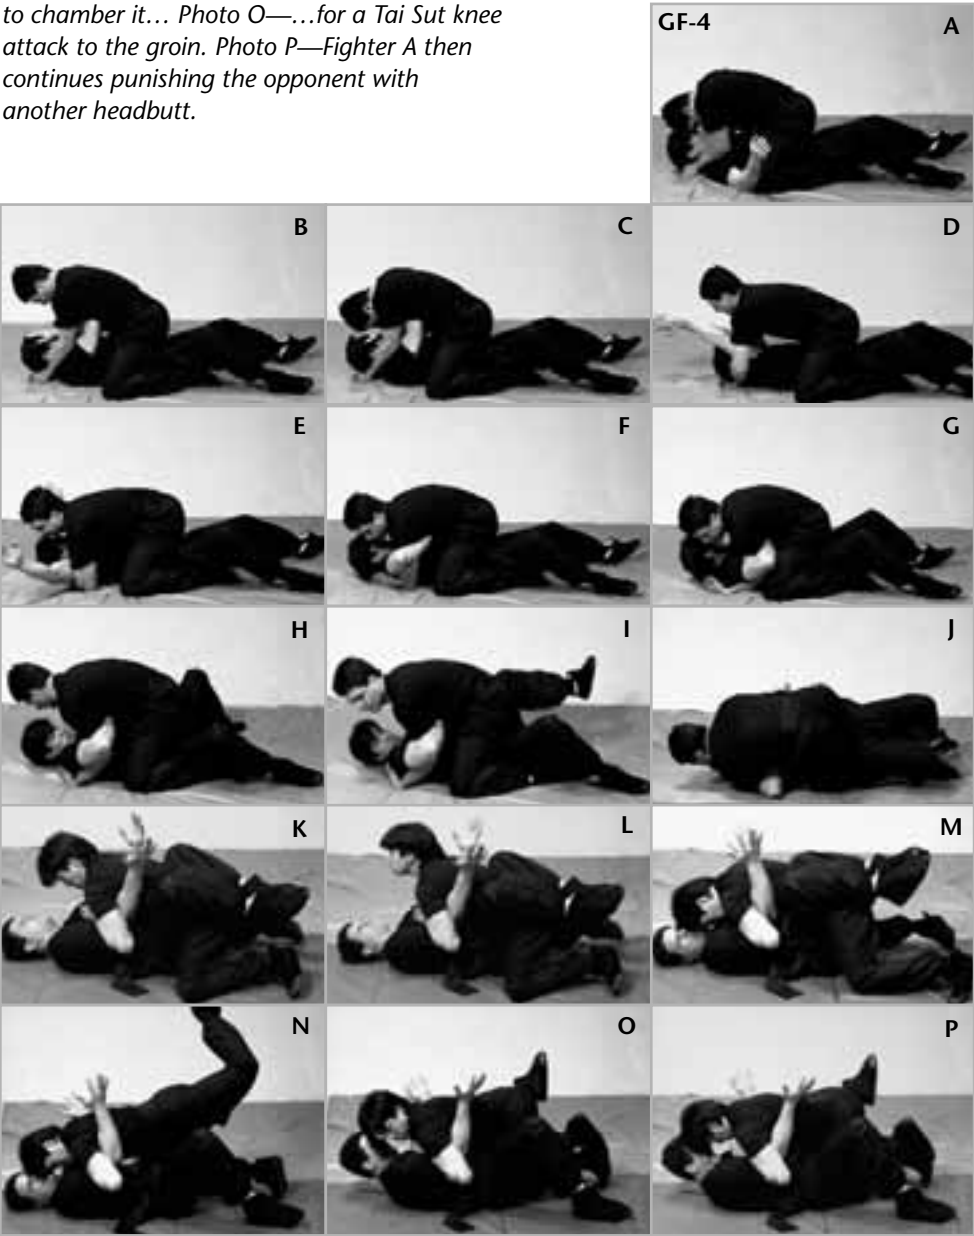 to chamber it… Photo O—…for a Tai Sut knee
attack to the groin. Photo P—Fighter A then
continues punishing the opponent with
another headbutt.
GF-4 A
B C D
E F G
H I J
K L M
N O P